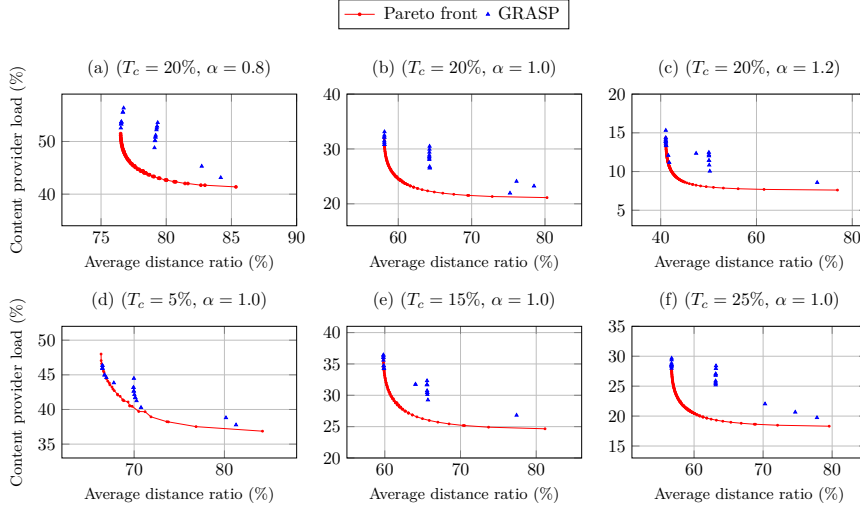 Pareto front GRASP
(a) (T_c = 20%, α = 0.8)
(b) (T_c = 20%, α = 1.0)
(c) (T_c = 20%, α = 1.2)
Content provider load (%)
50
40
75 80 85 90
Average distance ratio (%)
40
30
20
60 70 80
Average distance ratio (%)
20
15
10
5
40 60 80
Average distance ratio (%)
(d) (T_c = 5%, α = 1.0)
(e) (T_c = 15%, α = 1.0)
(f) (T_c = 25%, α = 1.0)
Content provider load (%)
50
45
40
35
70 80
Average distance ratio (%)
40
35
30
25
20
60 70 80
Average distance ratio (%)
35
30
25
20
15
60 70 80
Average distance ratio (%)